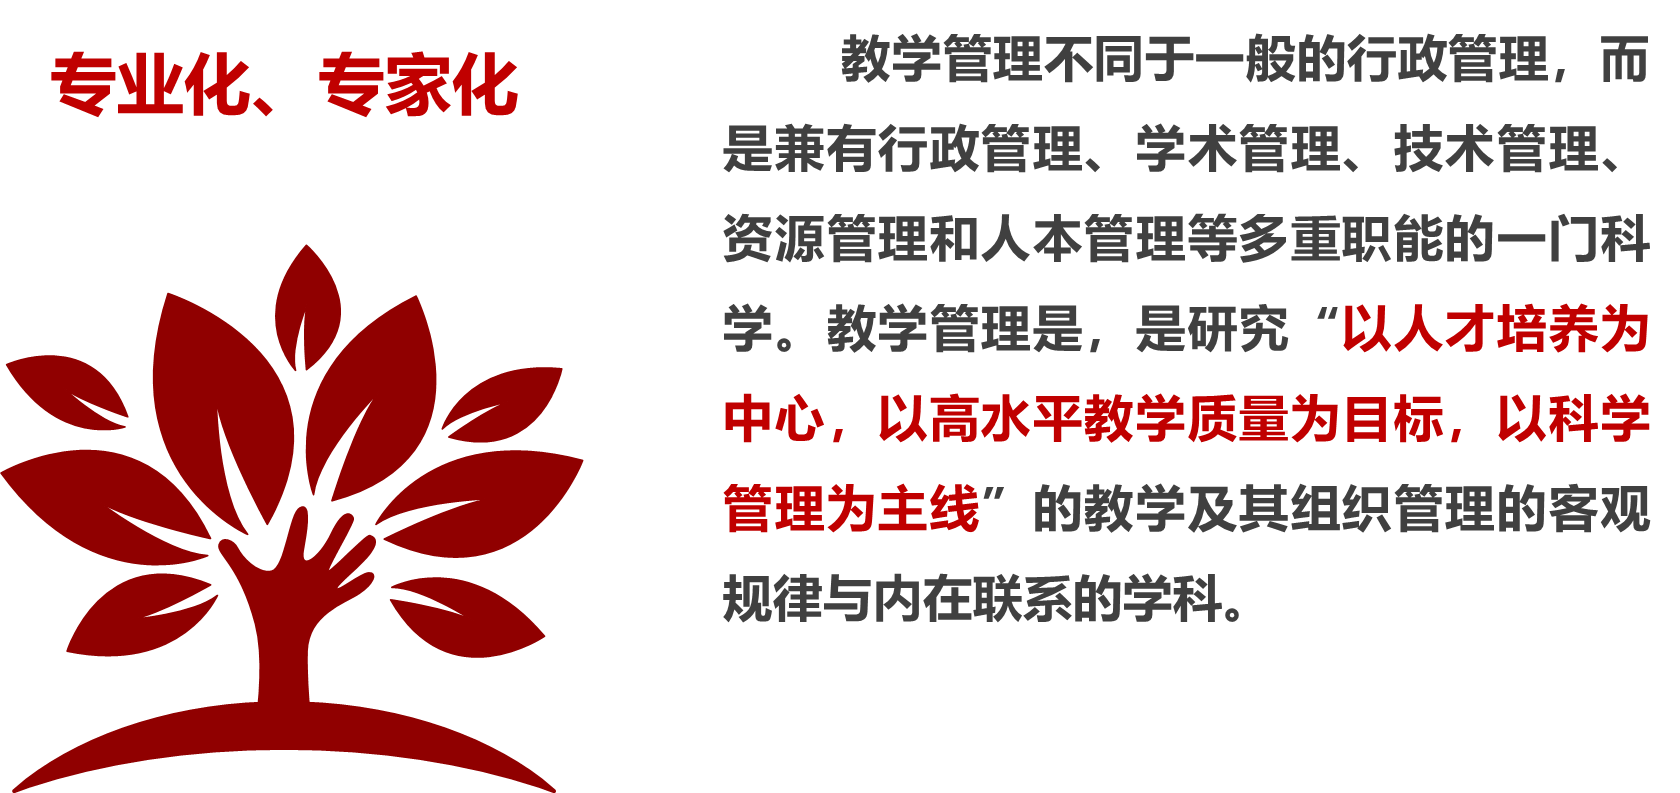 专业化、专家化
教学管理不同于一般的行政管理，而
是兼有行政管理、学术管理、技术管理、
资源管理和人本管理等多重职能的一门科
学。教学管理是，是研究“以人才培养为
中心，以高水平教学质量为目标，以科学
管理为主线”的教学及其组织管理的客观
规律与内在联系的学科。